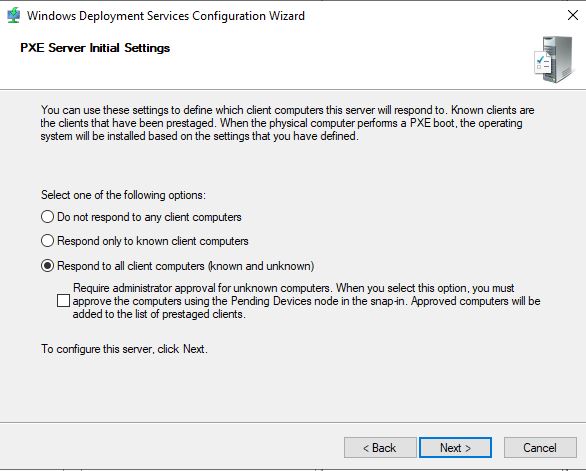 Windows Deployment Services Configuration Wizard
PXE Server Initial Settings
You can use these settings to define which client computers this server will respond to. Known clients are
the clients that have been prestaged. When the physical computer performs a PXE boot, the operating
system will be installed based on the settings that you have defined.
Select one of the following options:
Do not respond to any client computers
Respond only to known client computers
Respond to all client computers (known and unknown)
Require administrator approval for unknown computers. When you select this option, you must
approve the computers using the Pending Devices node in the snap-in. Approved computers will be
added to the list of prestaged clients.
To configure this server, click Next.
< Back Next > Cancel